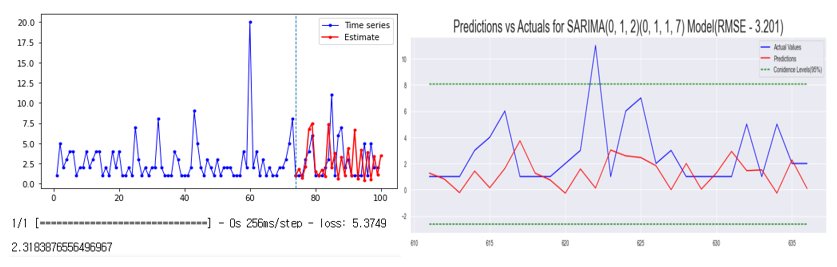 Predictions vs Actuals for SARIMA(0, 1, 2)(0, 1, 1, 7) Model(RMSE - 3.201)
20.0
17.5
15.0
12.5
10.0
7.5
5.0
2.5
0.0
Time series
Estimate
0 20 40 60 80 100
Actual Values
Predictions
Conidence Levels(95%)
10
8
6
4
2
0
-2
610 615 620 625 630 635
1/1 [==============================] - 0s 256ms/step - loss: 5.3749
2.3183876556496967